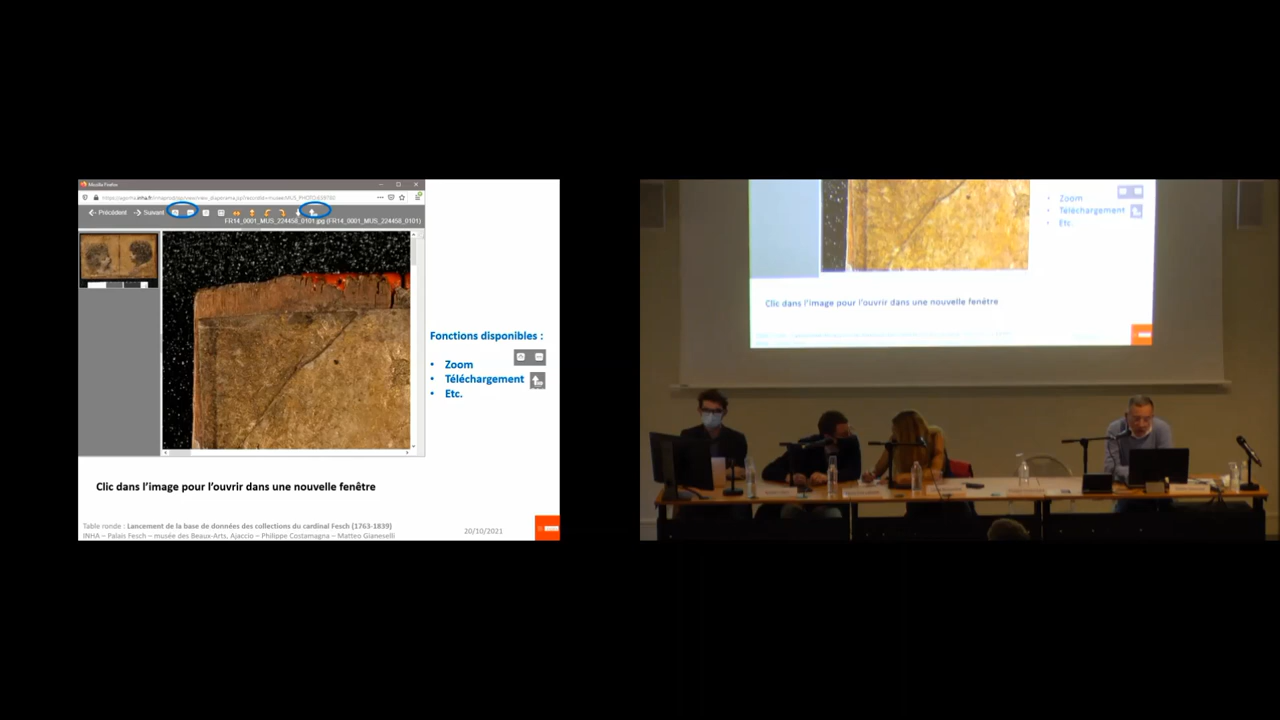 Mozilla Firefox
Précédent
Suivant
FR14_0001_MUS_224458_0101.jpg (FR14_0001_MUS_224458_0101)
Fonctions disponibles :
• Zoom
• Téléchargement
• Etc.
Clic dans l'image pour l'ouvrir dans une nouvelle fenêtre
Table ronde : Lancement de la base de données des collections du cardinal Fesch (1763-1839)
INHA – Palais Fesch – musée des Beaux-Arts, Ajaccio – Philippe Costamagna – Matteo Gianeselli
20/10/2021
• Zoom
• Téléchargement
• Etc.
Clic dans l'image pour l'ouvrir dans une nouvelle fenêtre